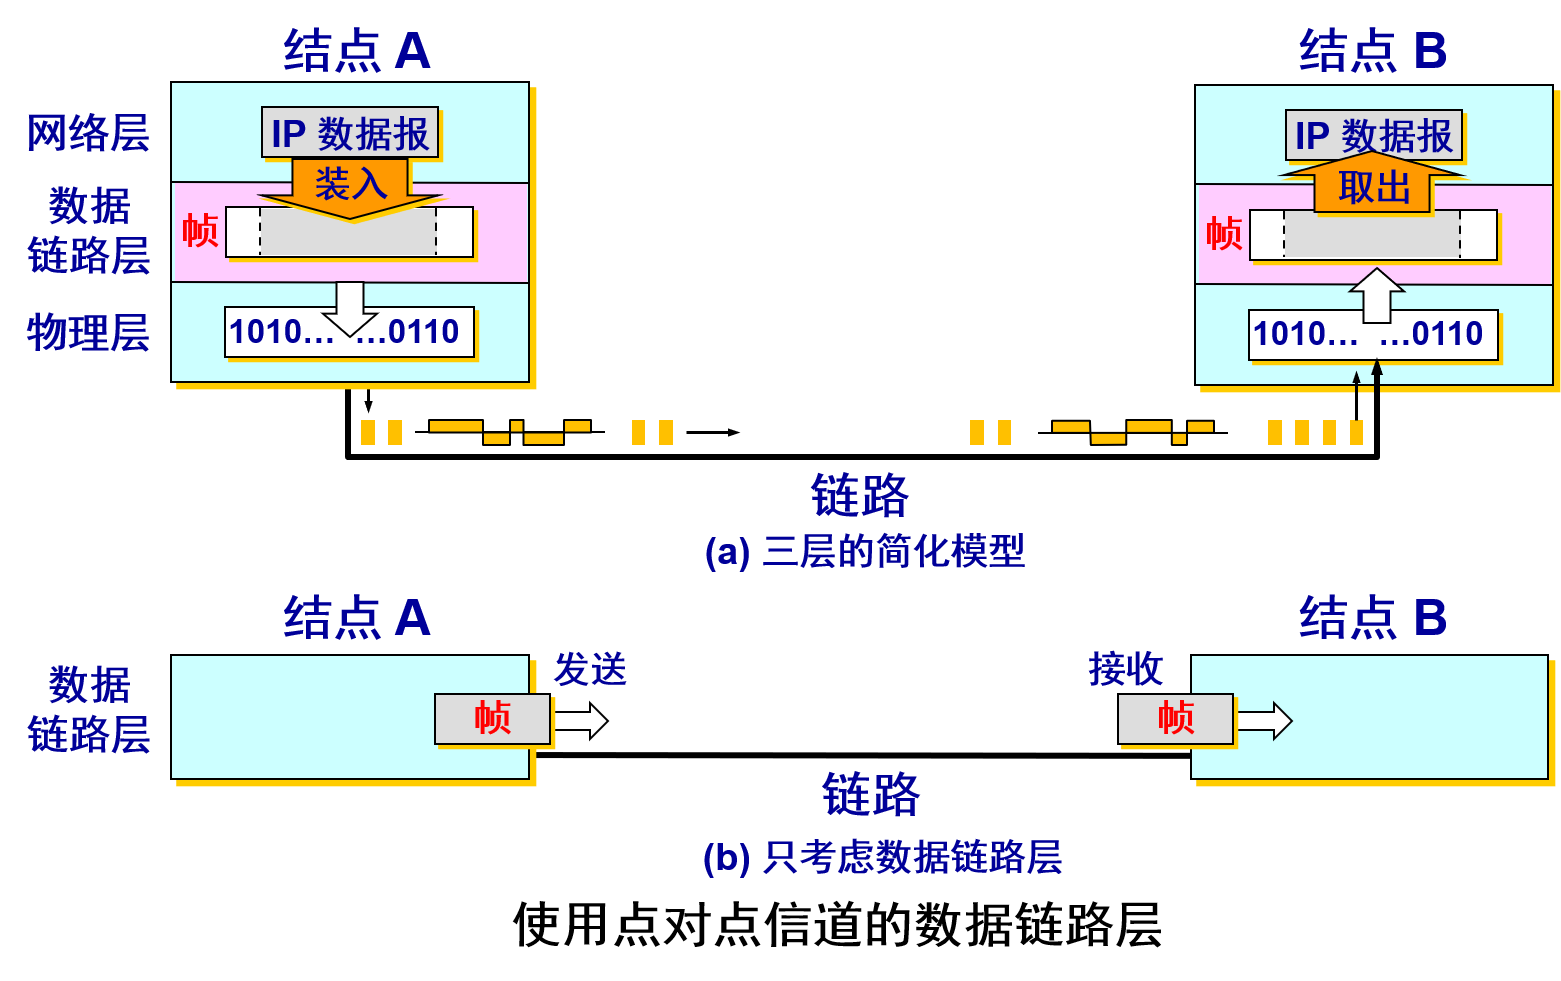 结点 A
结点 B
网络层
IP 数据报
IP 数据报
装入
取出
数据
链路层
帧
帧
物理层
1010… …0110
1010… …0110
链路
(a) 三层的简化模型
结点 A
结点 B
数据
链路层
发送
接收
帧
帧
链路
(b) 只考虑数据链路层
使用点对点信道的数据链路层